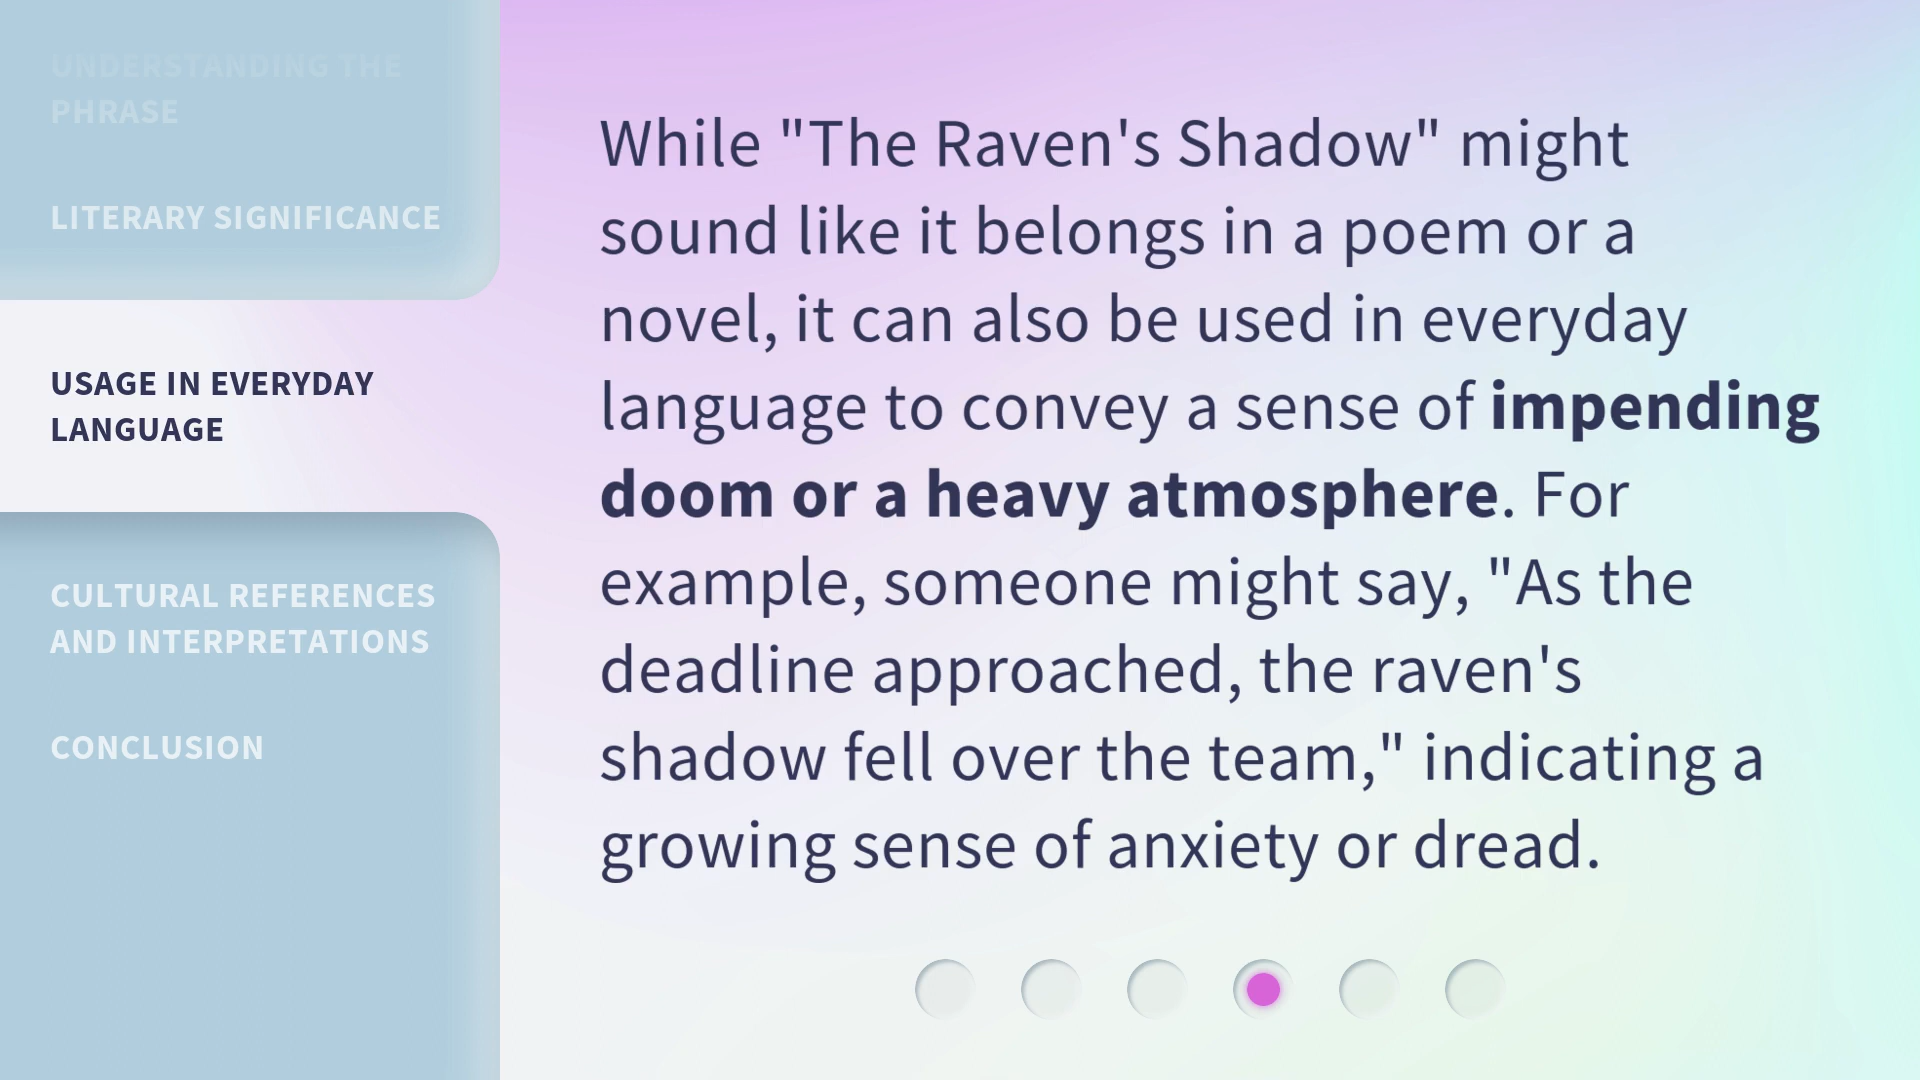 UNDERSTANDING THE
PHRASE
LITERARY SIGNIFICANCE
USAGE IN EVERYDAY
LANGUAGE
CULTURAL REFERENCES
AND INTERPRETATIONS
CONCLUSION
While "The Raven's Shadow" might
sound like it belongs in a poem or a
novel, it can also be used in everyday
language to convey a sense of impending
doom or a heavy atmosphere. For
example, someone might say, "As the
deadline approached, the raven's
shadow fell over the team," indicating a
growing sense of anxiety or dread.